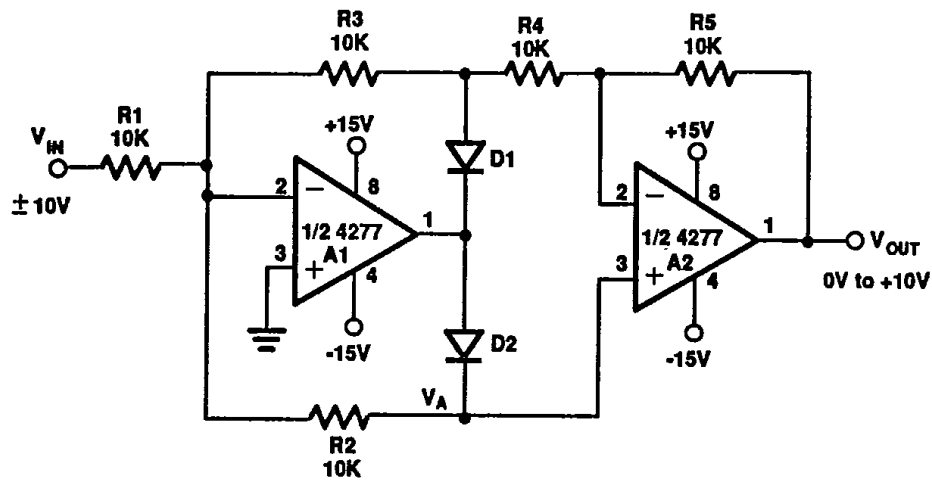 R3
10K
R4
10K
R5
10K
R1
10K
V_IN
±10V
+15V
8
D1
2
−
1/2 4277
A1
1
3
+
4
-15V
D2
V_A
R2
10K
+15V
8
2
−
1/2 4277
A2
1
3
+
4
-15V
V_OUT
0V to +10V